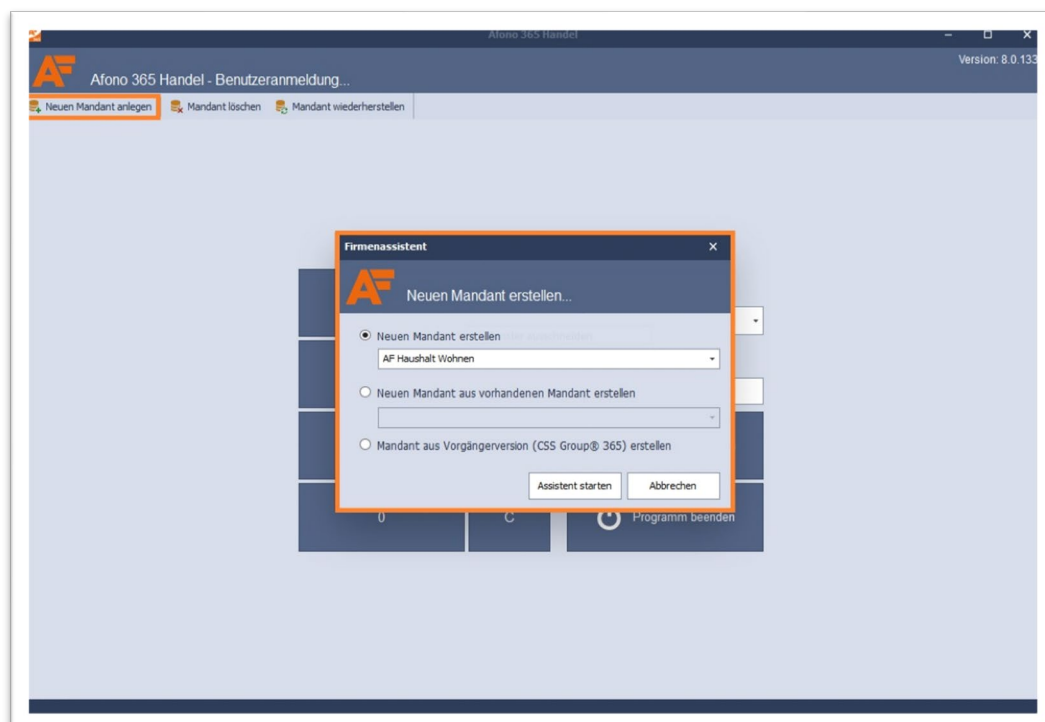 Afono 365 Handel
Version: 8.0.133
AF
Afono 365 Handel - Benutzeranmeldung...
Neuen Mandant anlegen
Mandant löschen
Mandant wiederherstellen
Firmenassistent
AF
Neuen Mandant erstellen...
Neuen Mandant erstellen
AF Haushalt Wohnen
Neuen Mandant aus vorhandenen Mandant erstellen
Mandant aus Vorgängerversion (CSS Group® 365) erstellen
Assistent starten
Abbrechen
0
C
Programm beenden